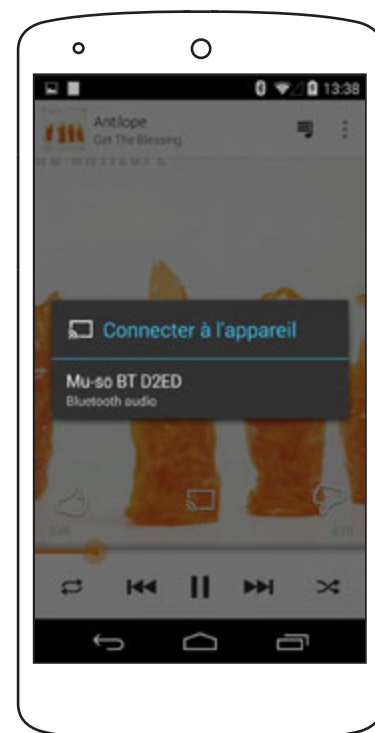 13:38
Antilope
Get The Blessing
Connecter à l'appareil
Mu-so BT D2ED
Bluetooth audio